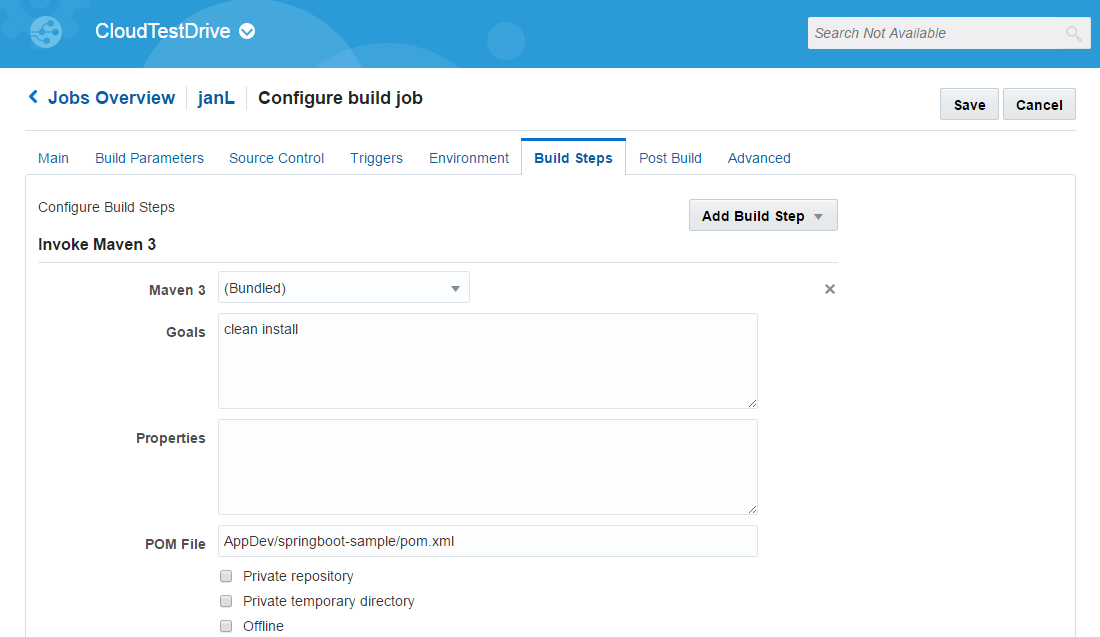 CloudTestDrive
Search Not Available
Jobs Overview janL Configure build job
Save Cancel
Main Build Parameters Source Control Triggers Environment Build Steps Post Build Advanced
Configure Build Steps
Add Build Step
Invoke Maven 3
Maven 3 (Bundled)
Goals clean install
Properties
POM File AppDev/springboot-sample/pom.xml
Private repository
Private temporary directory
Offline